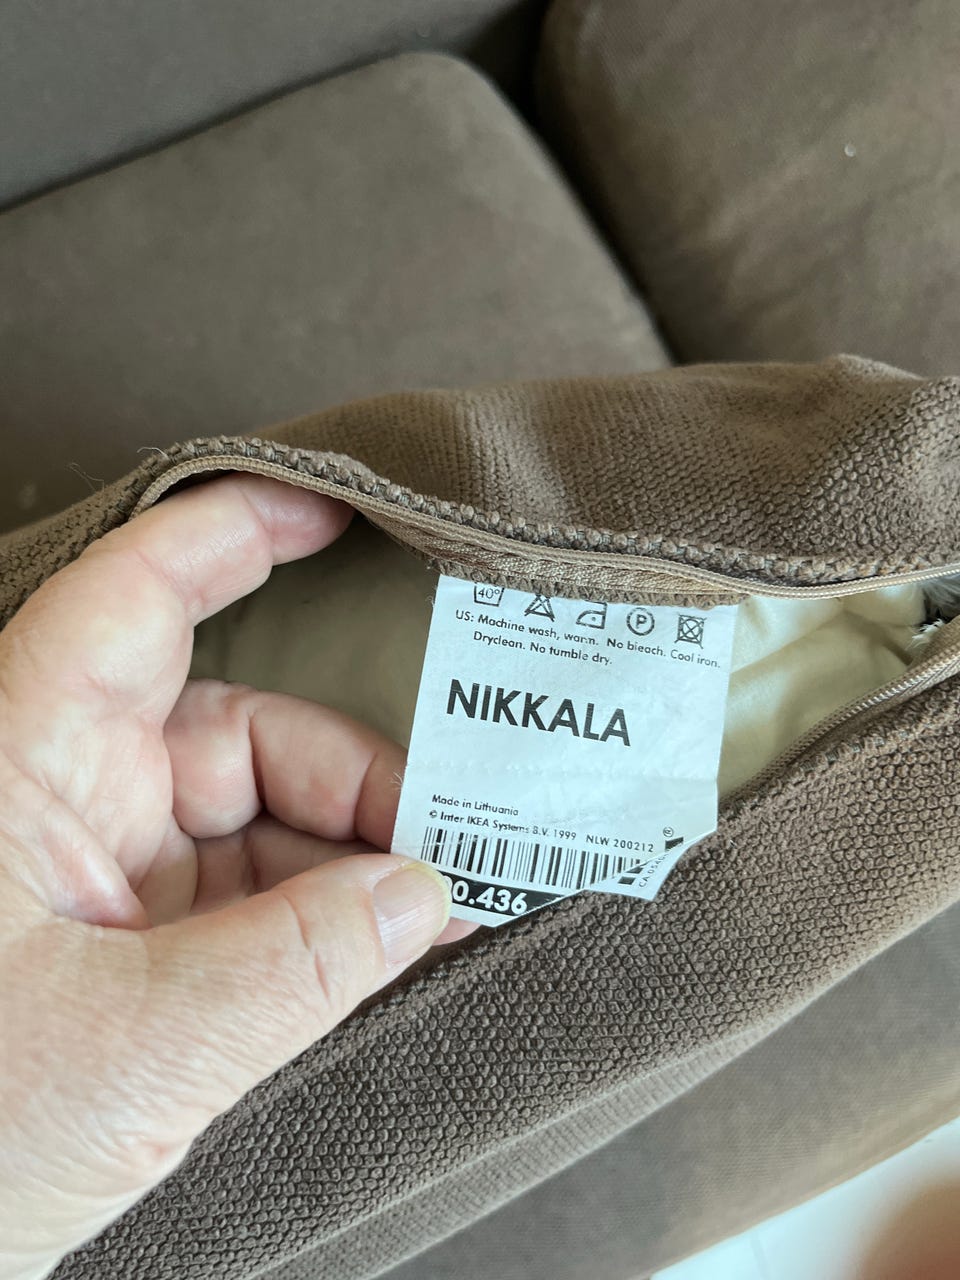 40°
P
US: Machine wash, warm. No bleach. Cool iron.
Dryclean. No tumble dry.
NIKKALA
Made in Lithuania
© Inter IKEA Systems B.V. 1999 NLW 200212
®
0.436